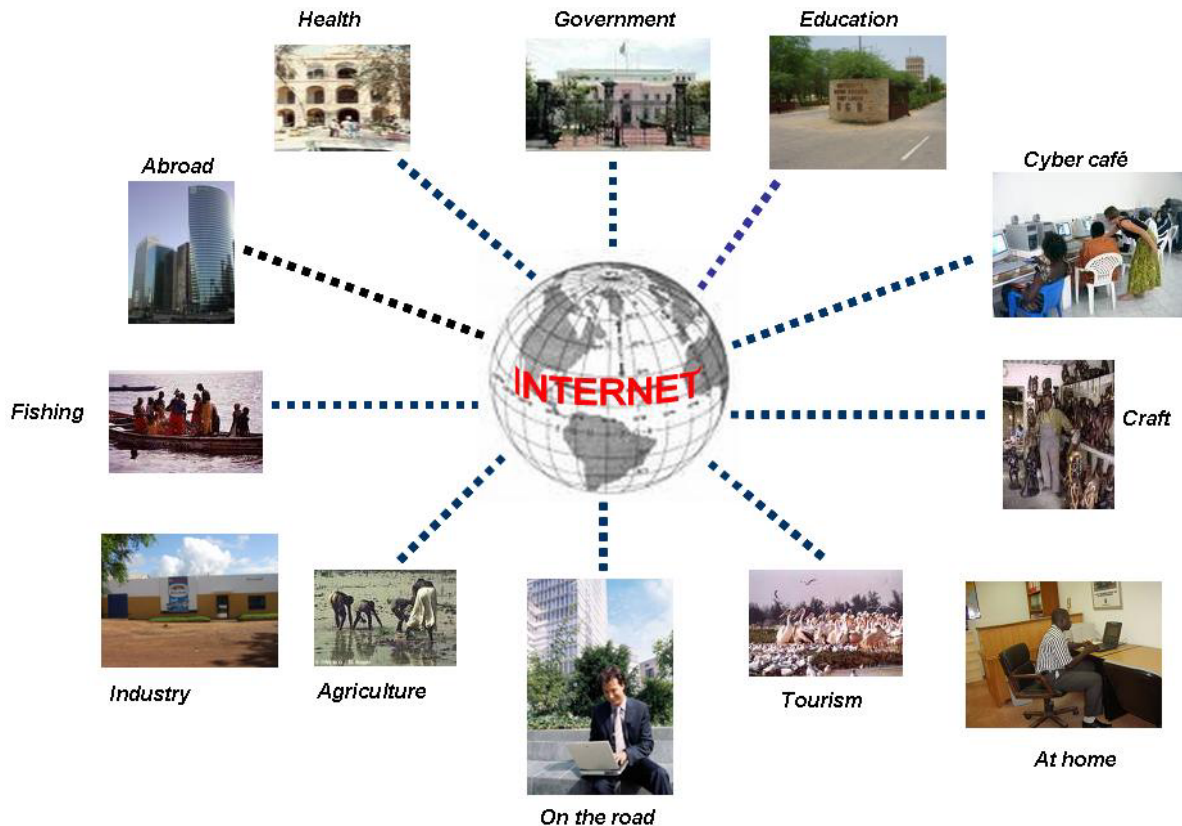 Health
Government
Education
Abroad
Cyber café
INTERNET
Fishing
Craft
Industry
Agriculture
Tourism
At home
On the road